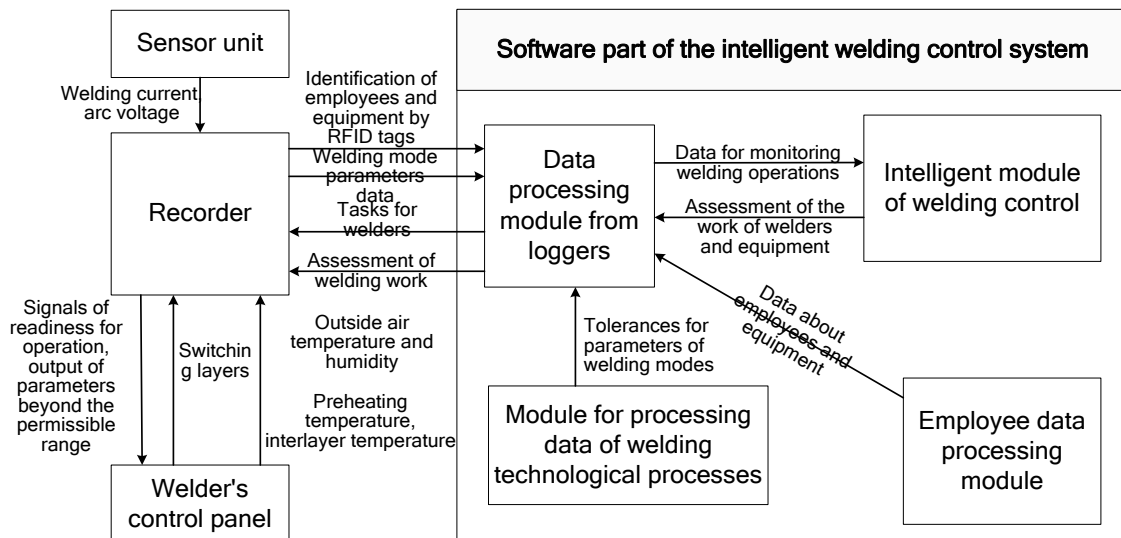 Sensor unit
Software part of the intelligent welding control system
Welding current,
arc voltage
Identification of
employees and
equipment by
RFID tags
Welding mode
parameters
data
Tasks for
welders
Assessment of
welding work
Recorder
Data
processing
module from
loggers
Data for monitoring
welding operations
Assessment of the
work of welders
and equipment
Intelligent module
of welding control
Signals of
readiness for
operation,
output of
parameters
beyond the
permissible
range
Switchin
g layers
Outside air
temperature and
humidity
Preheating
temperature,
interlayer temperature
Tolerances for
parameters of
welding modes
Data about
employees and
equipment
Welder's
control panel
Module for processing
data of welding
technological processes
Employee data
processing
module